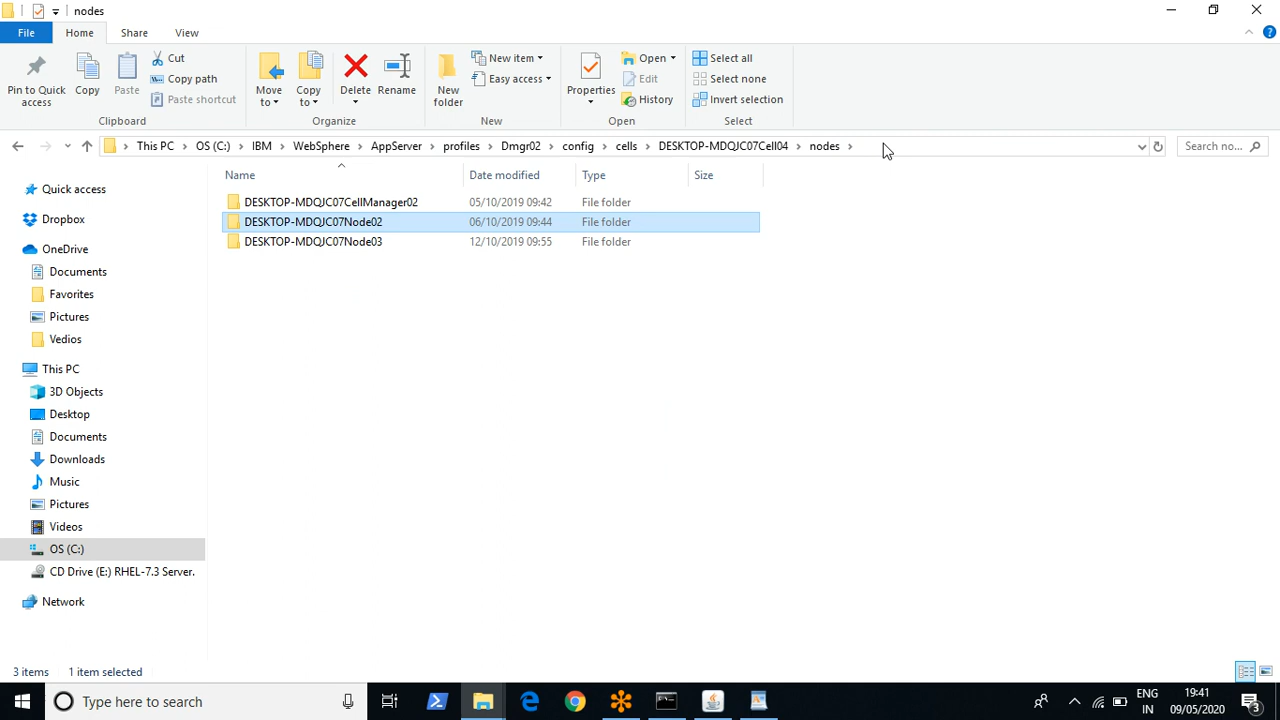 nodes
File Home Share View
Pin to Quick access
Copy
Paste
Cut
Copy path
Paste shortcut
Clipboard
Move to
Copy to
Delete
Rename
Organize
New folder
New item
Easy access
New
Properties
Open
Edit
History
Open
Select all
Select none
Invert selection
Select
This PC OS (C:) IBM WebSphere AppServer profiles Dmgr02 config cells DESKTOP-MDQJC07Cell04 nodes
Search no...
Quick access
Dropbox
OneDrive
Documents
Favorites
Pictures
Vedios
This PC
3D Objects
Desktop
Documents
Downloads
Music
Pictures
Videos
OS (C:)
CD Drive (E:) RHEL-7.3 Server.
Network
Name Date modified Type Size
DESKTOP-MDQJC07CellManager02 05/10/2019 09:42 File folder
DESKTOP-MDQJC07Node02 06/10/2019 09:44 File folder
DESKTOP-MDQJC07Node03 12/10/2019 09:55 File folder
3 items 1 item selected
Type here to search
ENG
IN
19:41
09/05/2020
3